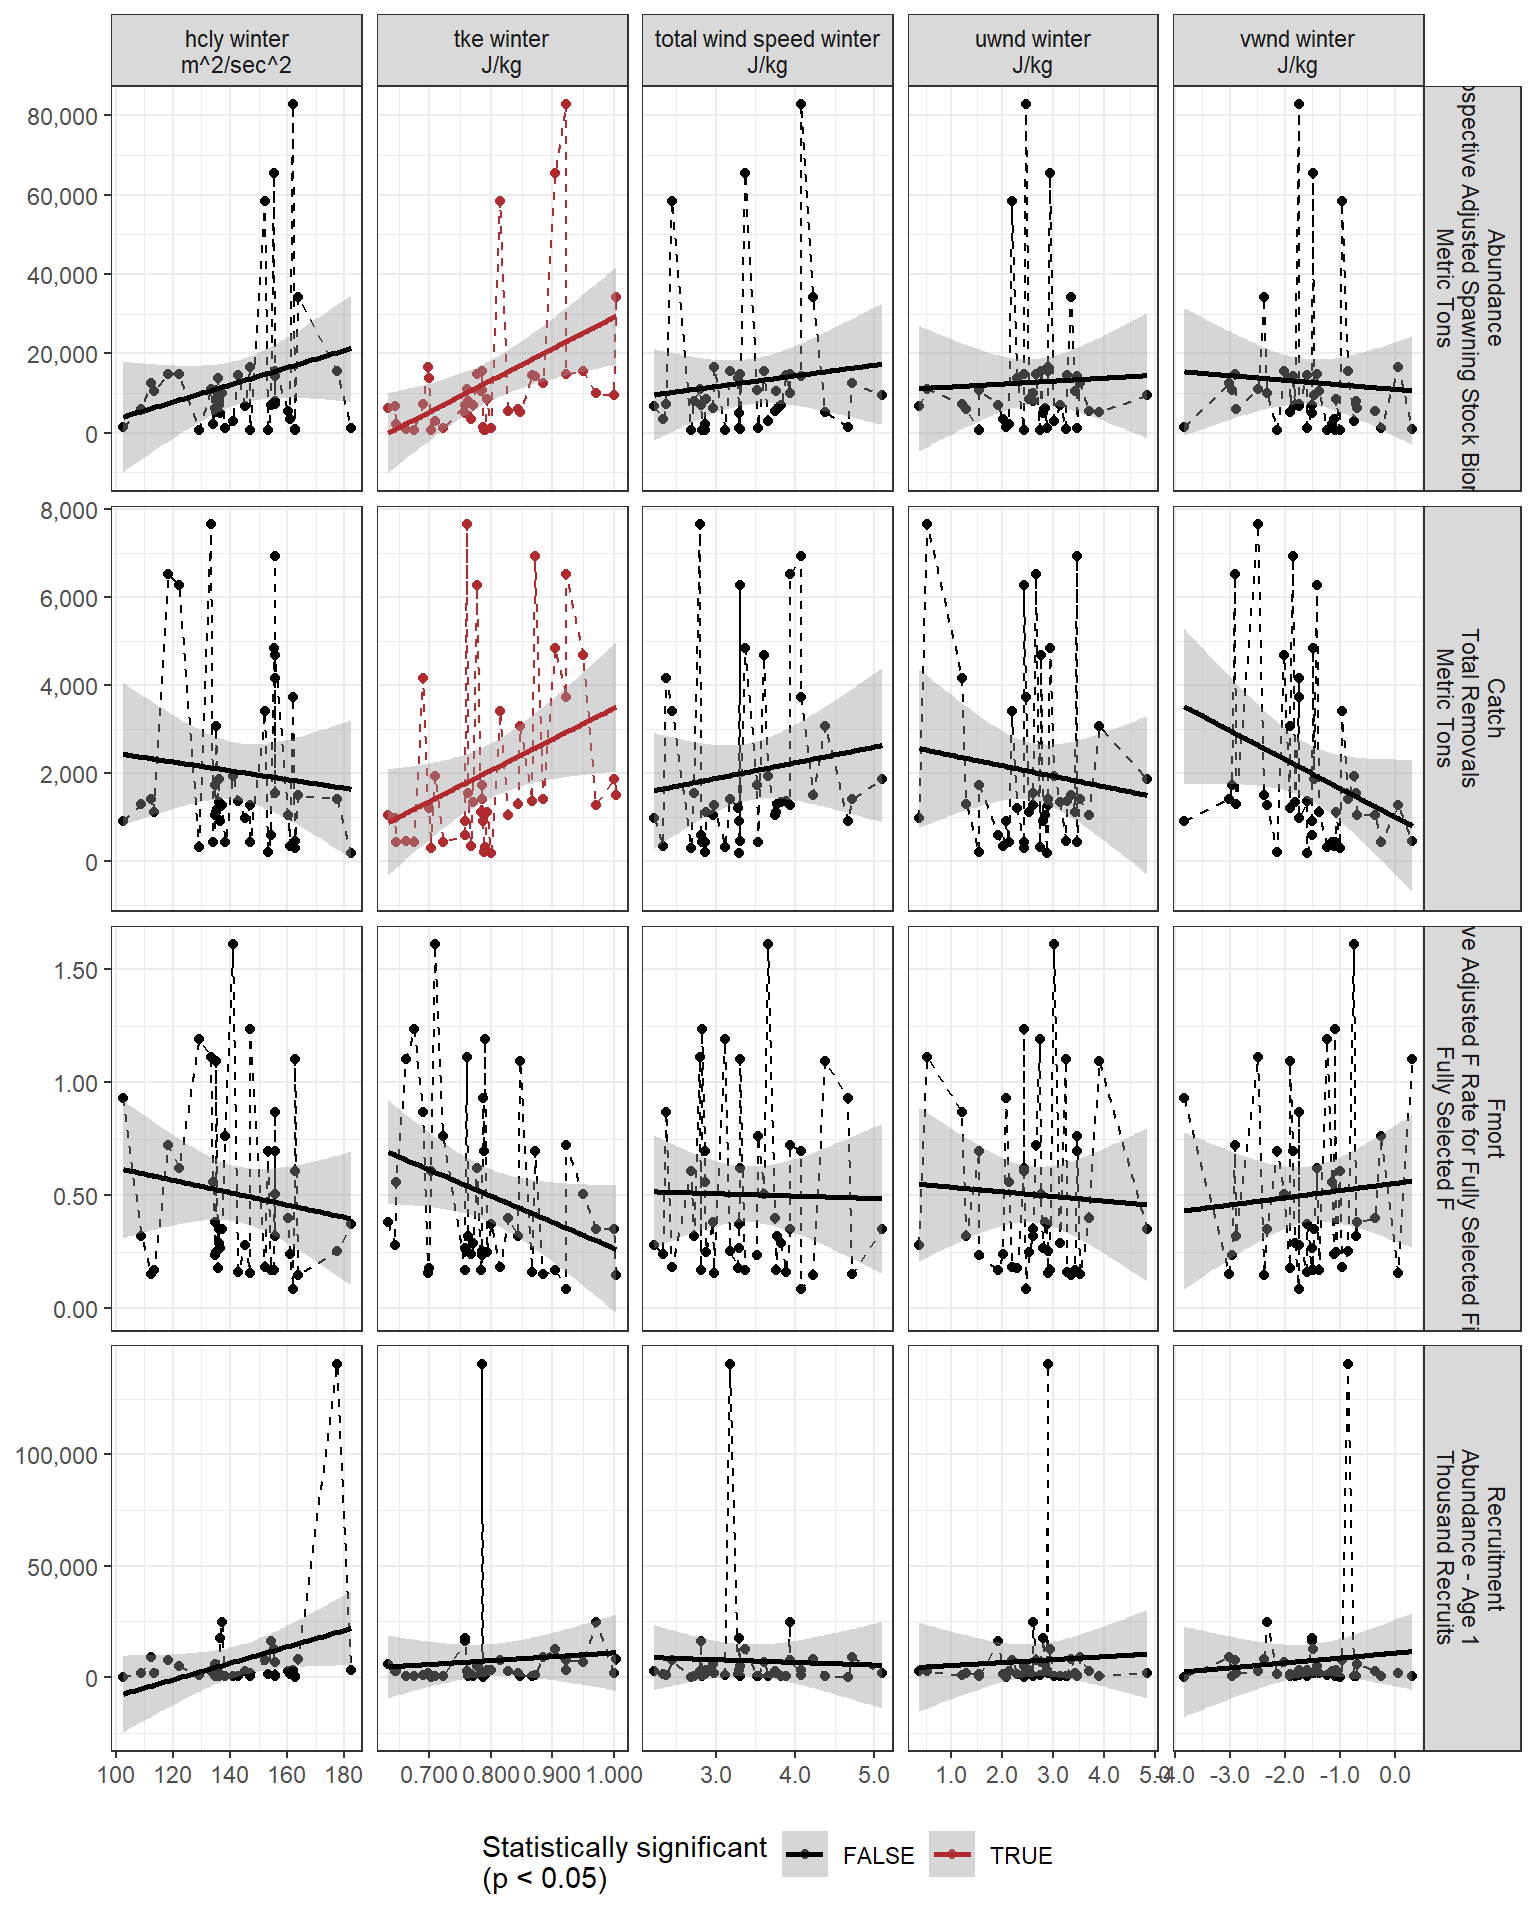 hcly winter
m^2/sec^2
tke winter
J/kg
total wind speed winter
J/kg
uwnd winter
J/kg
vwnd winter
J/kg
80,000
60,000
40,000
20,000
0
Abundance
Adjusted Spawning Stock
Metric Tons
8,000
6,000
4,000
2,000
0
Catch
Total Removals
Metric Tons
1.50
1.00
0.50
0.00
Fmort
Adjusted F Rate for Fully Selected
Fully Selected F
100,000
50,000
0
Recruitment
Abundance - Age 1
Thousand Recruits
100 120 140 160 180
0.700 0.800 0.900 1.000
3.0 4.0 5.0
1.0 2.0 3.0 4.0 5.0
-4.0 -3.0 -2.0 -1.0 0.0
Statistically significant
(p < 0.05)
FALSE
TRUE